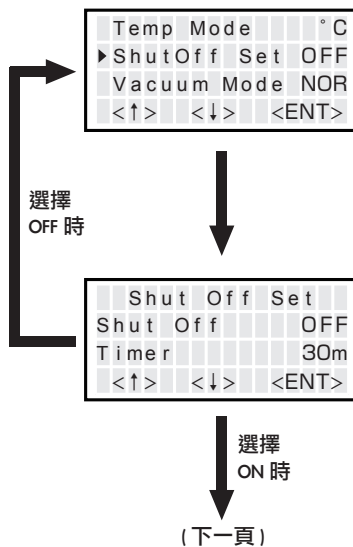 Temp Mode °C
▶ShutOff Set OFF
Vacuum Mode NOR
<↑> <↓> <ENT>
選擇
OFF 時
Shut Off Set
Shut Off OFF
Timer 30m
<↑> <↓> <ENT>
選擇
ON 時
(下一頁)